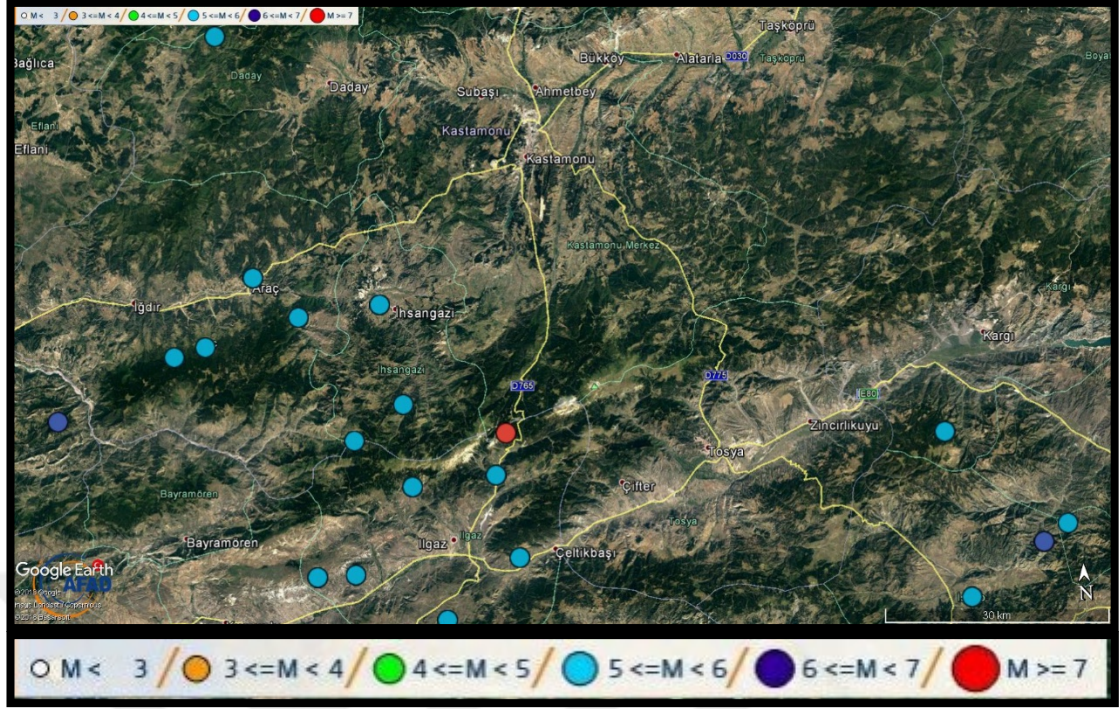 M < 3 / 3 <=M < 4 / 4 <=M < 5 / 5 <=M < 6 / 6 <=M < 7 / M >= 7
Taşköprü
Bağlıca
Bükköy
Alatarla
D030
Taşköprü
Daday
Daday
Subaşı
Ahmetbey
Eflani
Kastamonu
Eflani
Kastamonu
Kastamonu Merkez
Araç
Kargı
Iğdır
İhsangazi
Kargı
İhsangazi
D765
D775
E80
Zincirlikuyu
Tosya
Bayramören
Çifter
Tosya
Bayramören
Ilgaz
Ilgaz
Çeltikbaşı
Google Earth
AFAD
N
30 km
M < 3 / 3 <=M < 4 / 4 <=M < 5 / 5 <=M < 6 / 6 <=M < 7 / M >= 7